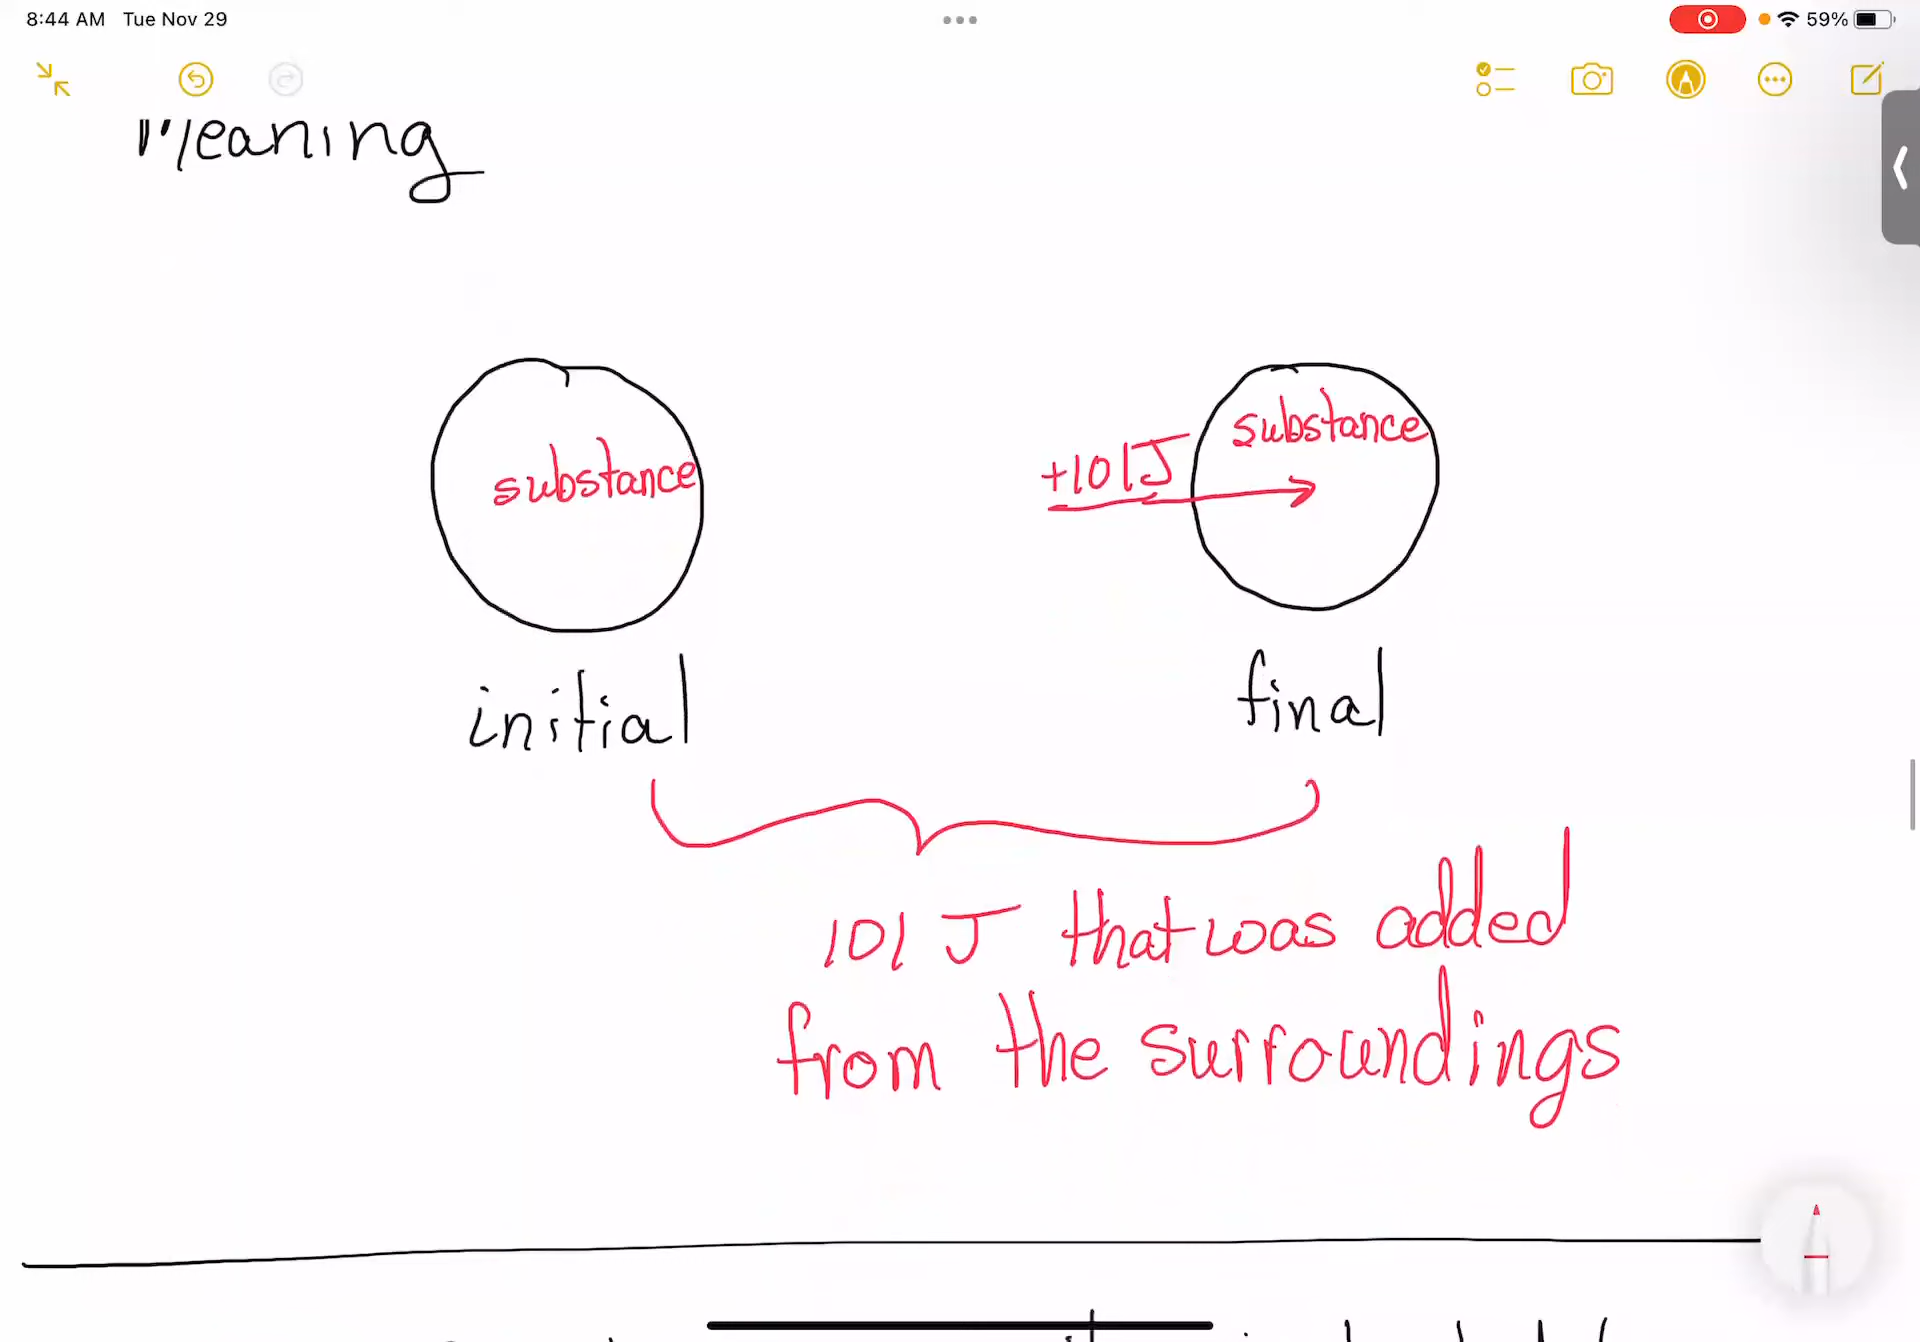 8:44 AM Tue Nov 29
59%
Meaning
substance
substance
+101J
initial
final
101 J that was added
from the surroundings